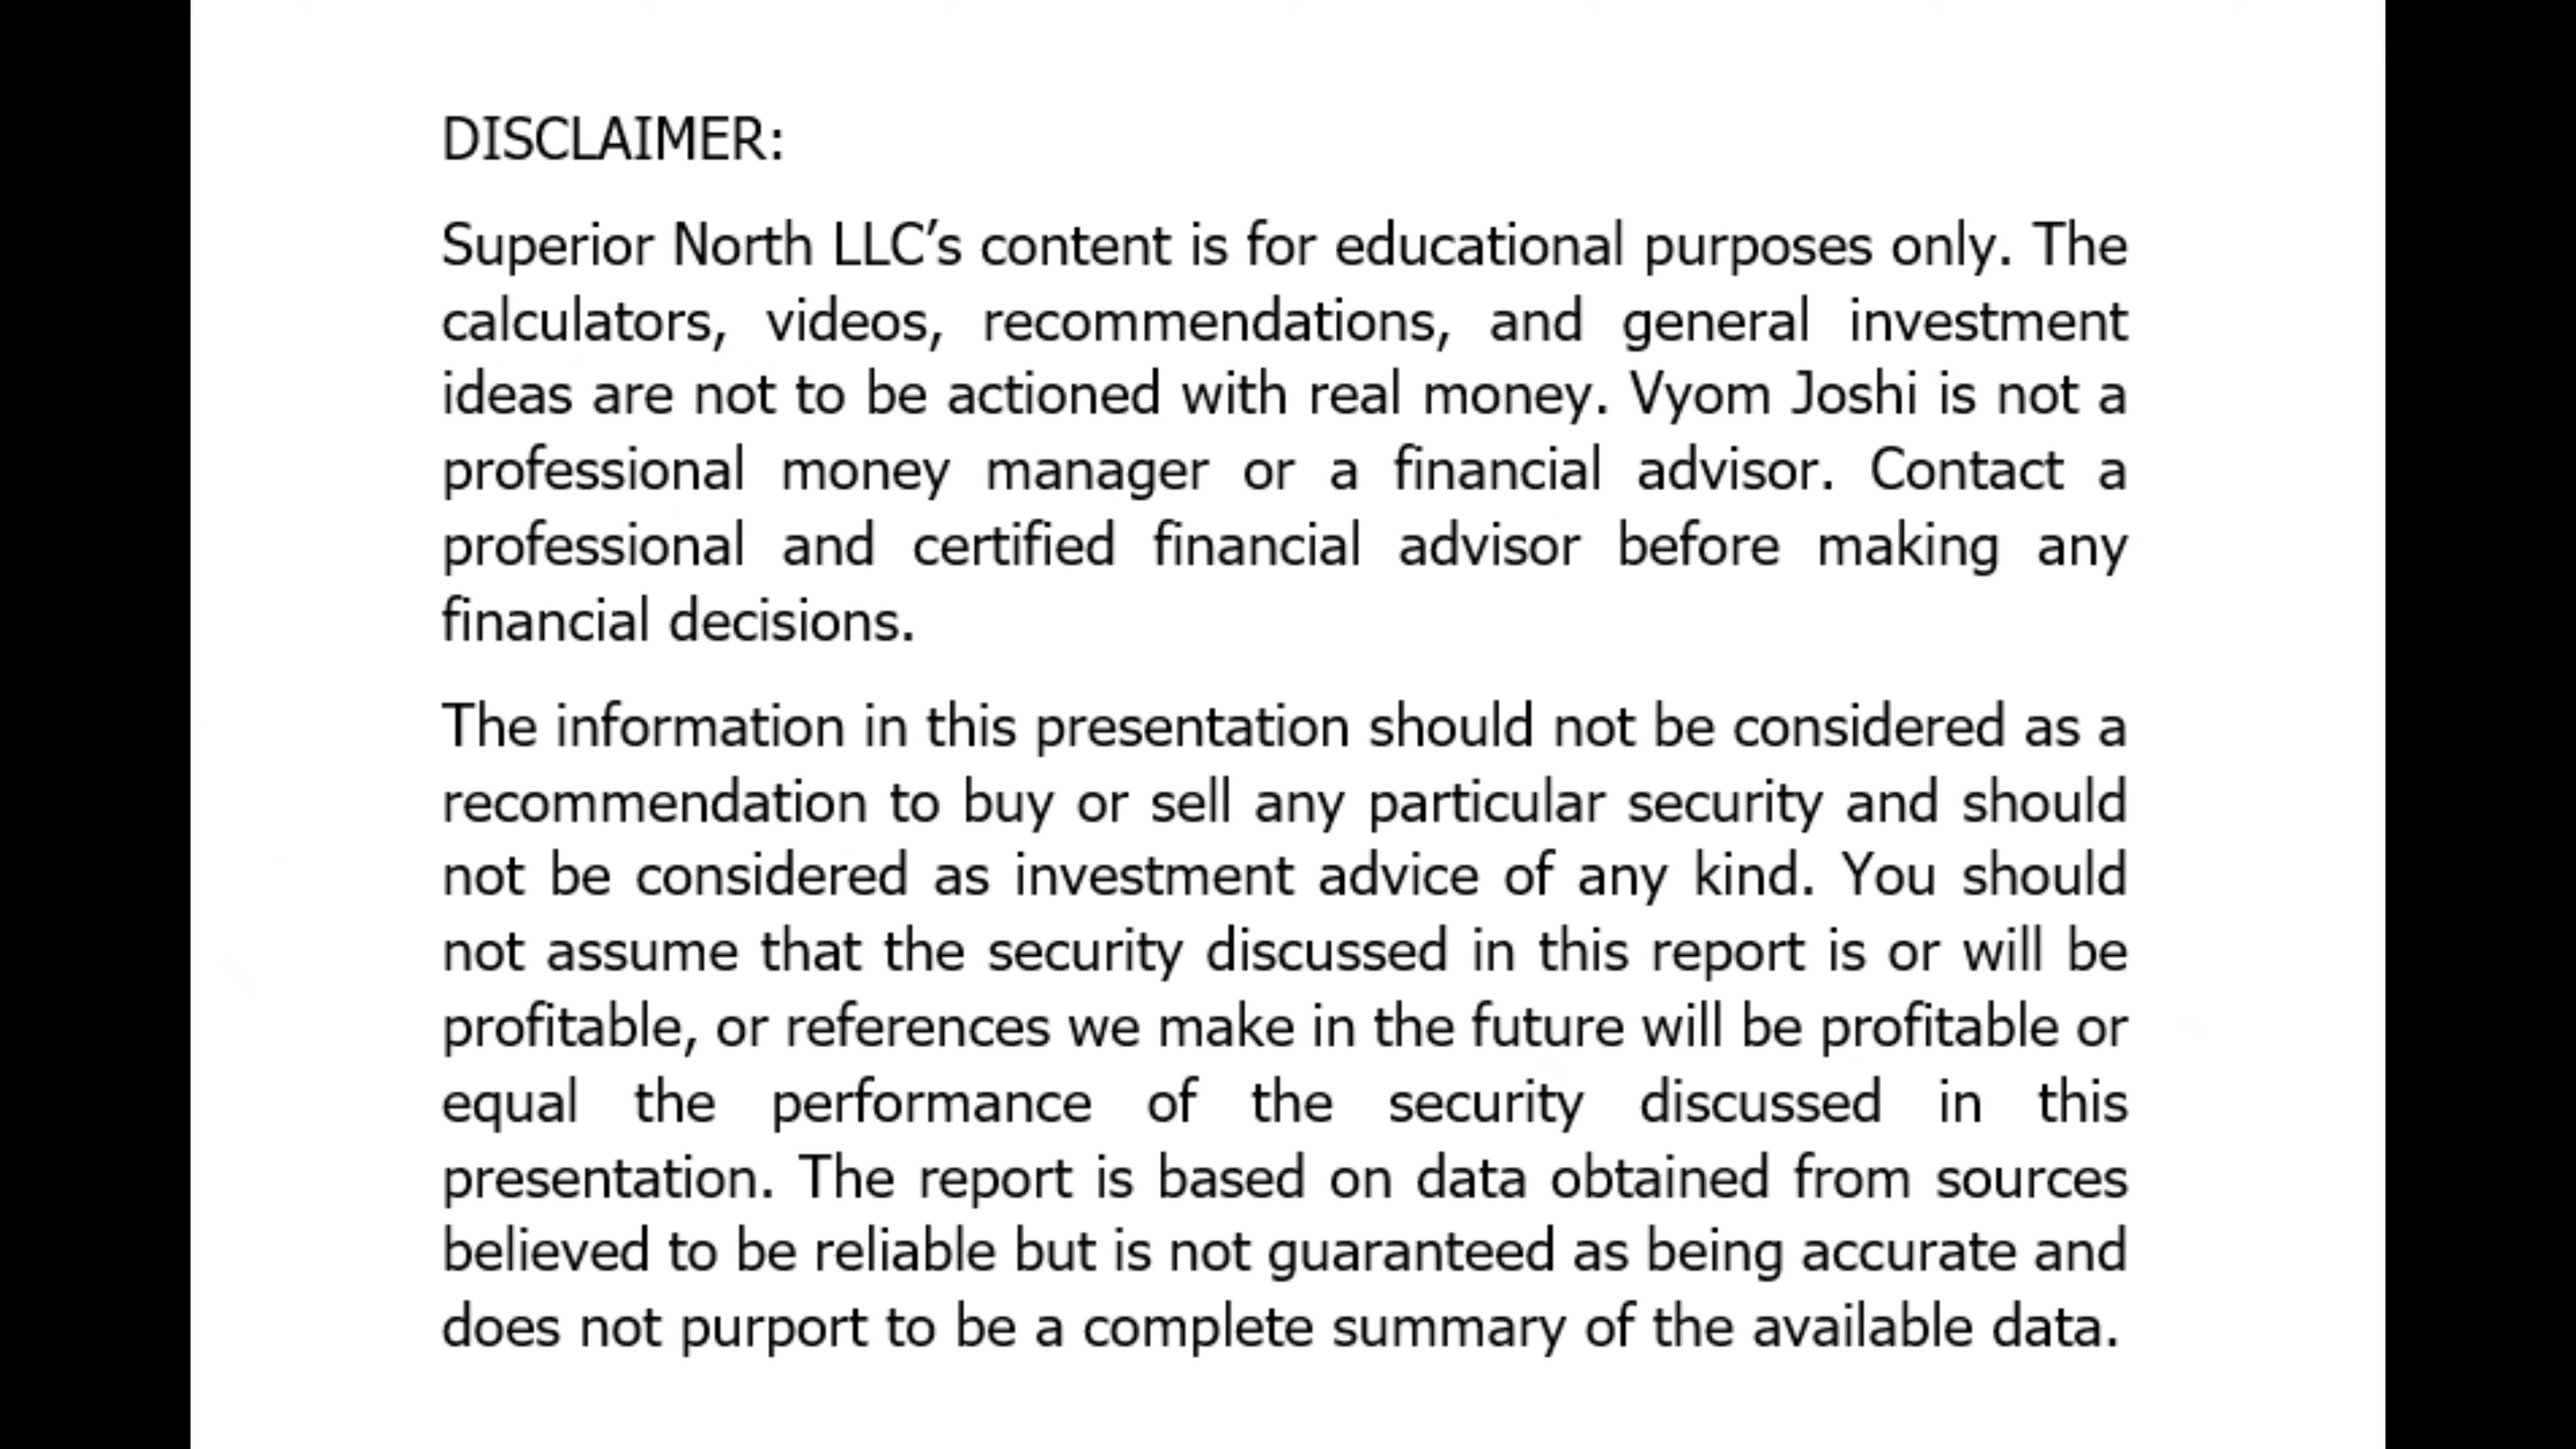 DISCLAIMER:
Superior North LLC’s content is for educational purposes only. The
calculators, videos, recommendations, and general investment
ideas are not to be actioned with real money. Vyom Joshi is not a
professional money manager or a financial advisor. Contact a
professional and certified financial advisor before making any
financial decisions.
The information in this presentation should not be considered as a
recommendation to buy or sell any particular security and should
not be considered as investment advice of any kind. You should
not assume that the security discussed in this report is or will be
profitable, or references we make in the future will be profitable or
equal the performance of the security discussed in this
presentation. The report is based on data obtained from sources
believed to be reliable but is not guaranteed as being accurate and
does not purport to be a complete summary of the available data.